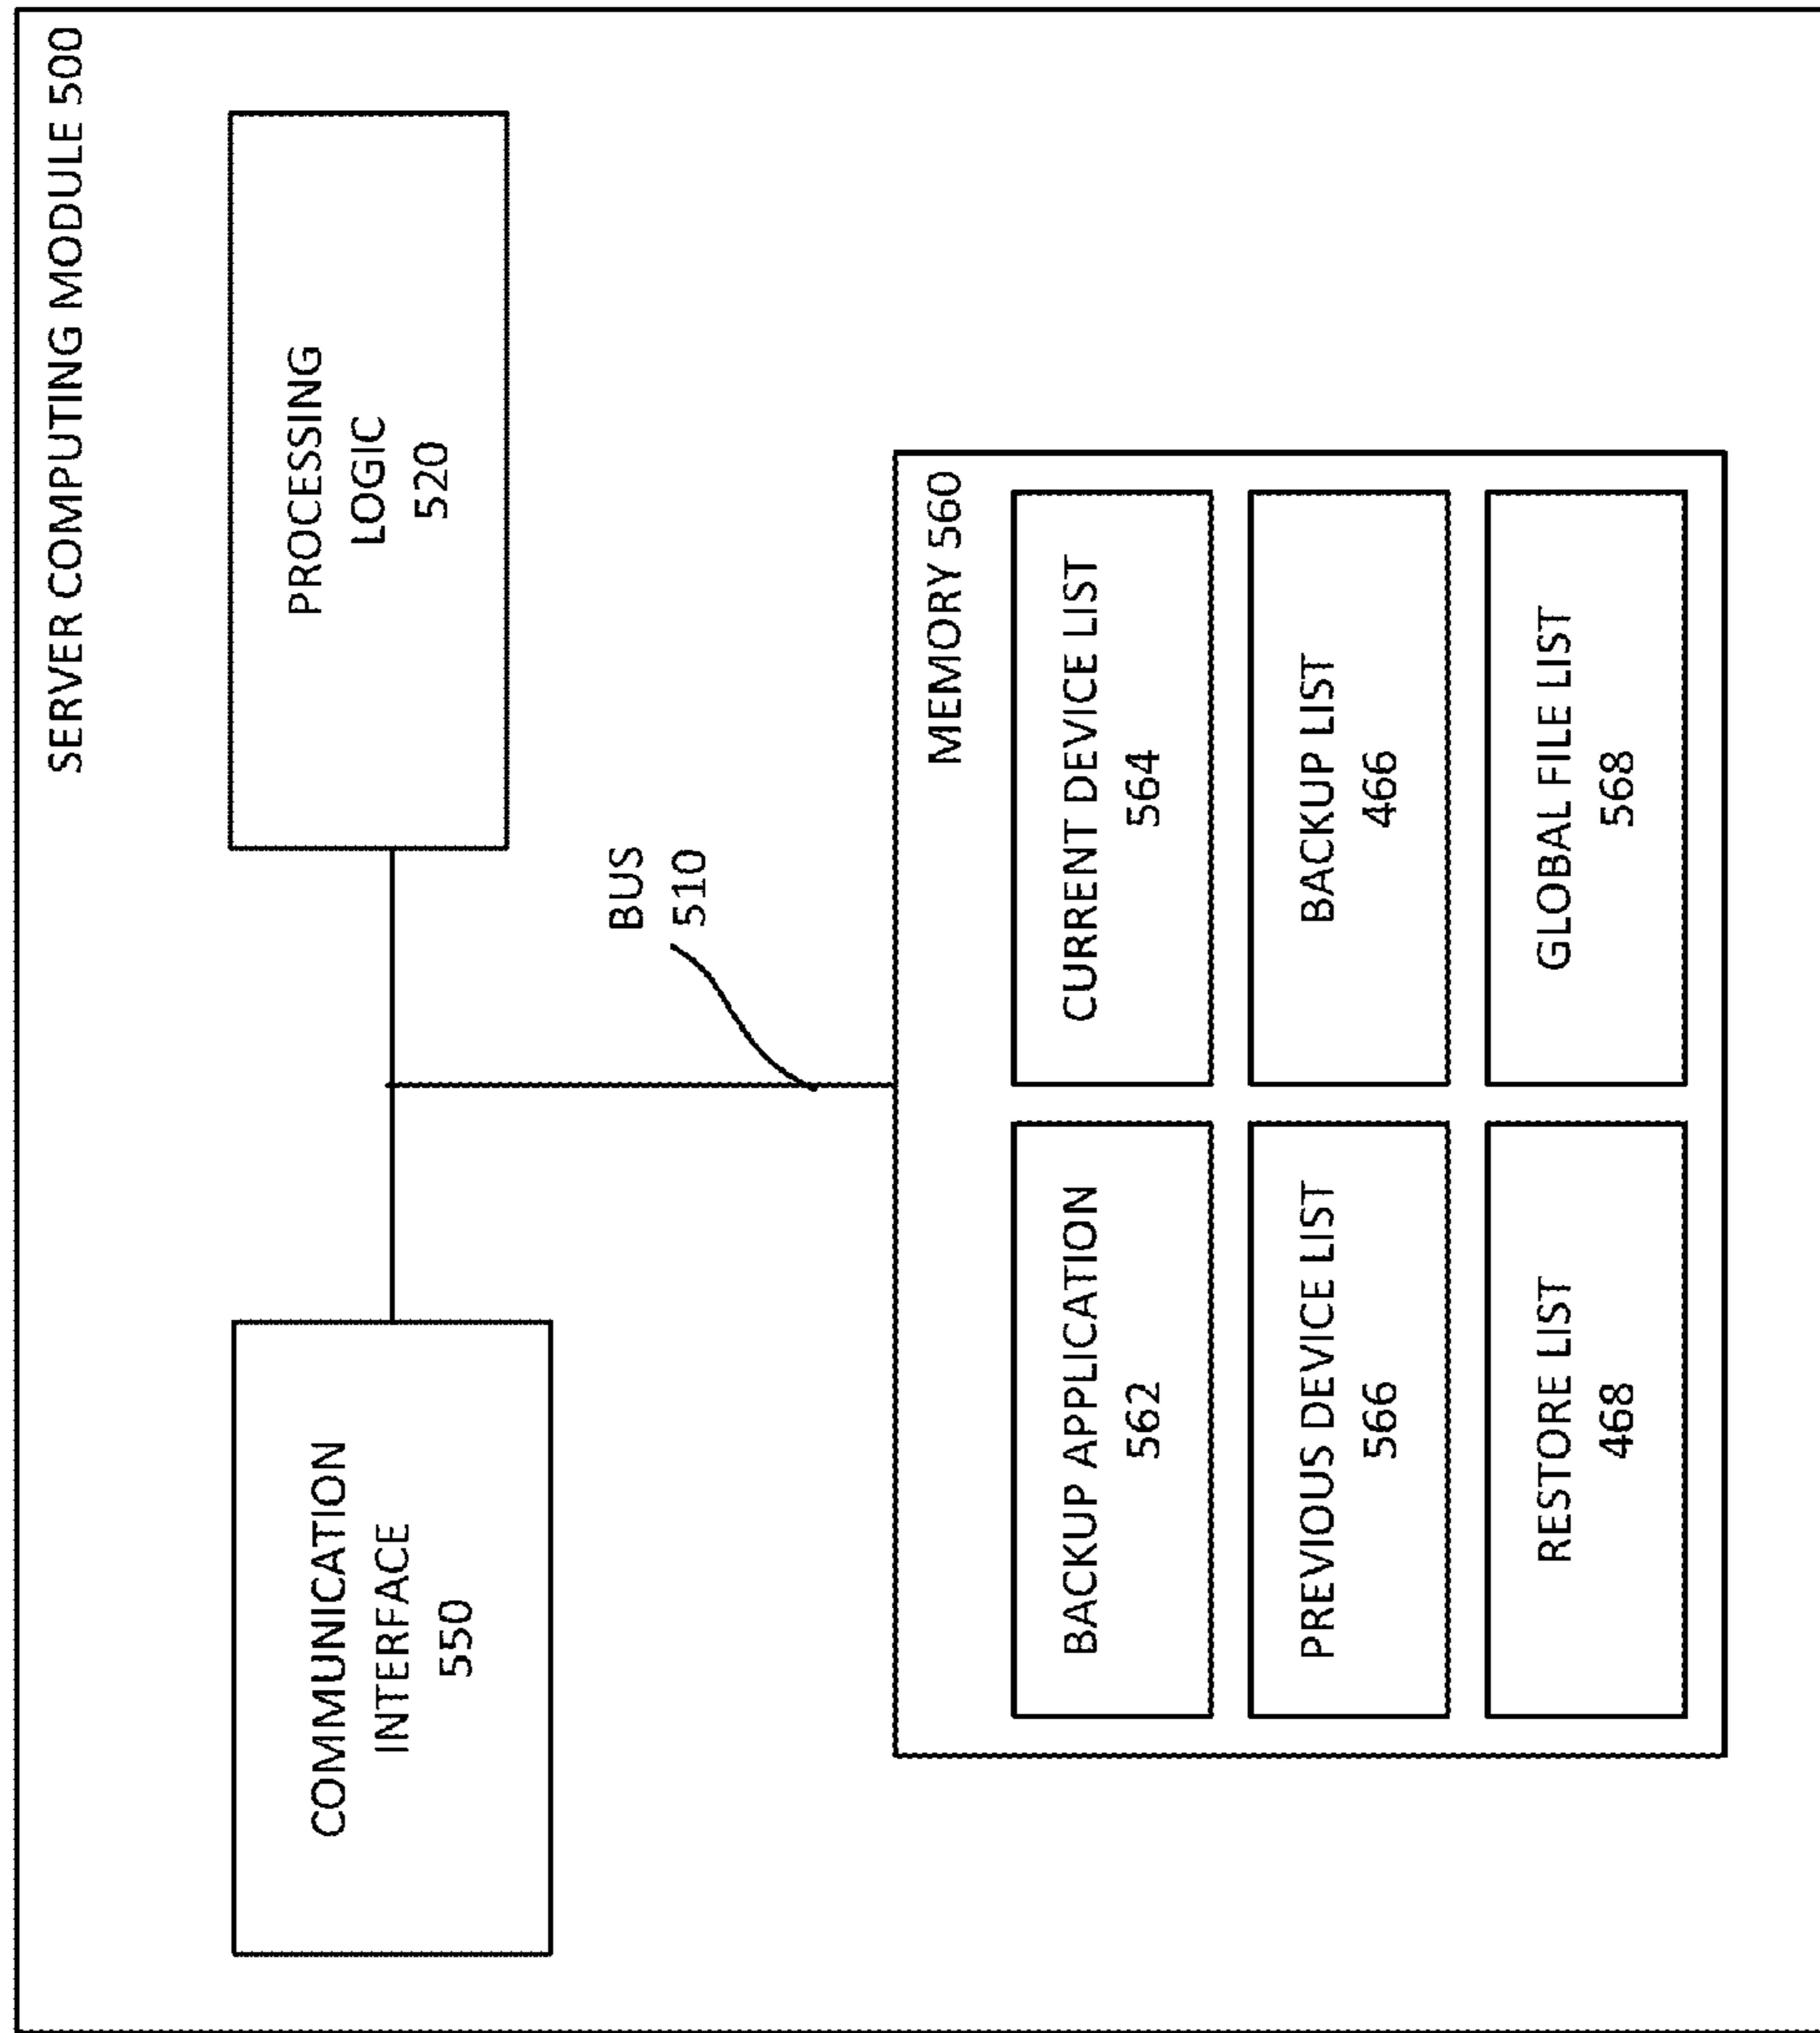 SERVER COMPUTING MODULE 500
COMMUNICATION
INTERFACE
550
PROCESSING
LOGIC
520
BUS
510
MEMORY 560
BACKUP APPLICATION
562
CURRENT DEVICE LIST
564
PREVIOUS DEVICE LIST
566
BACKUP LIST
466
RESTORE LIST
468
GLOBAL FILE LIST
568